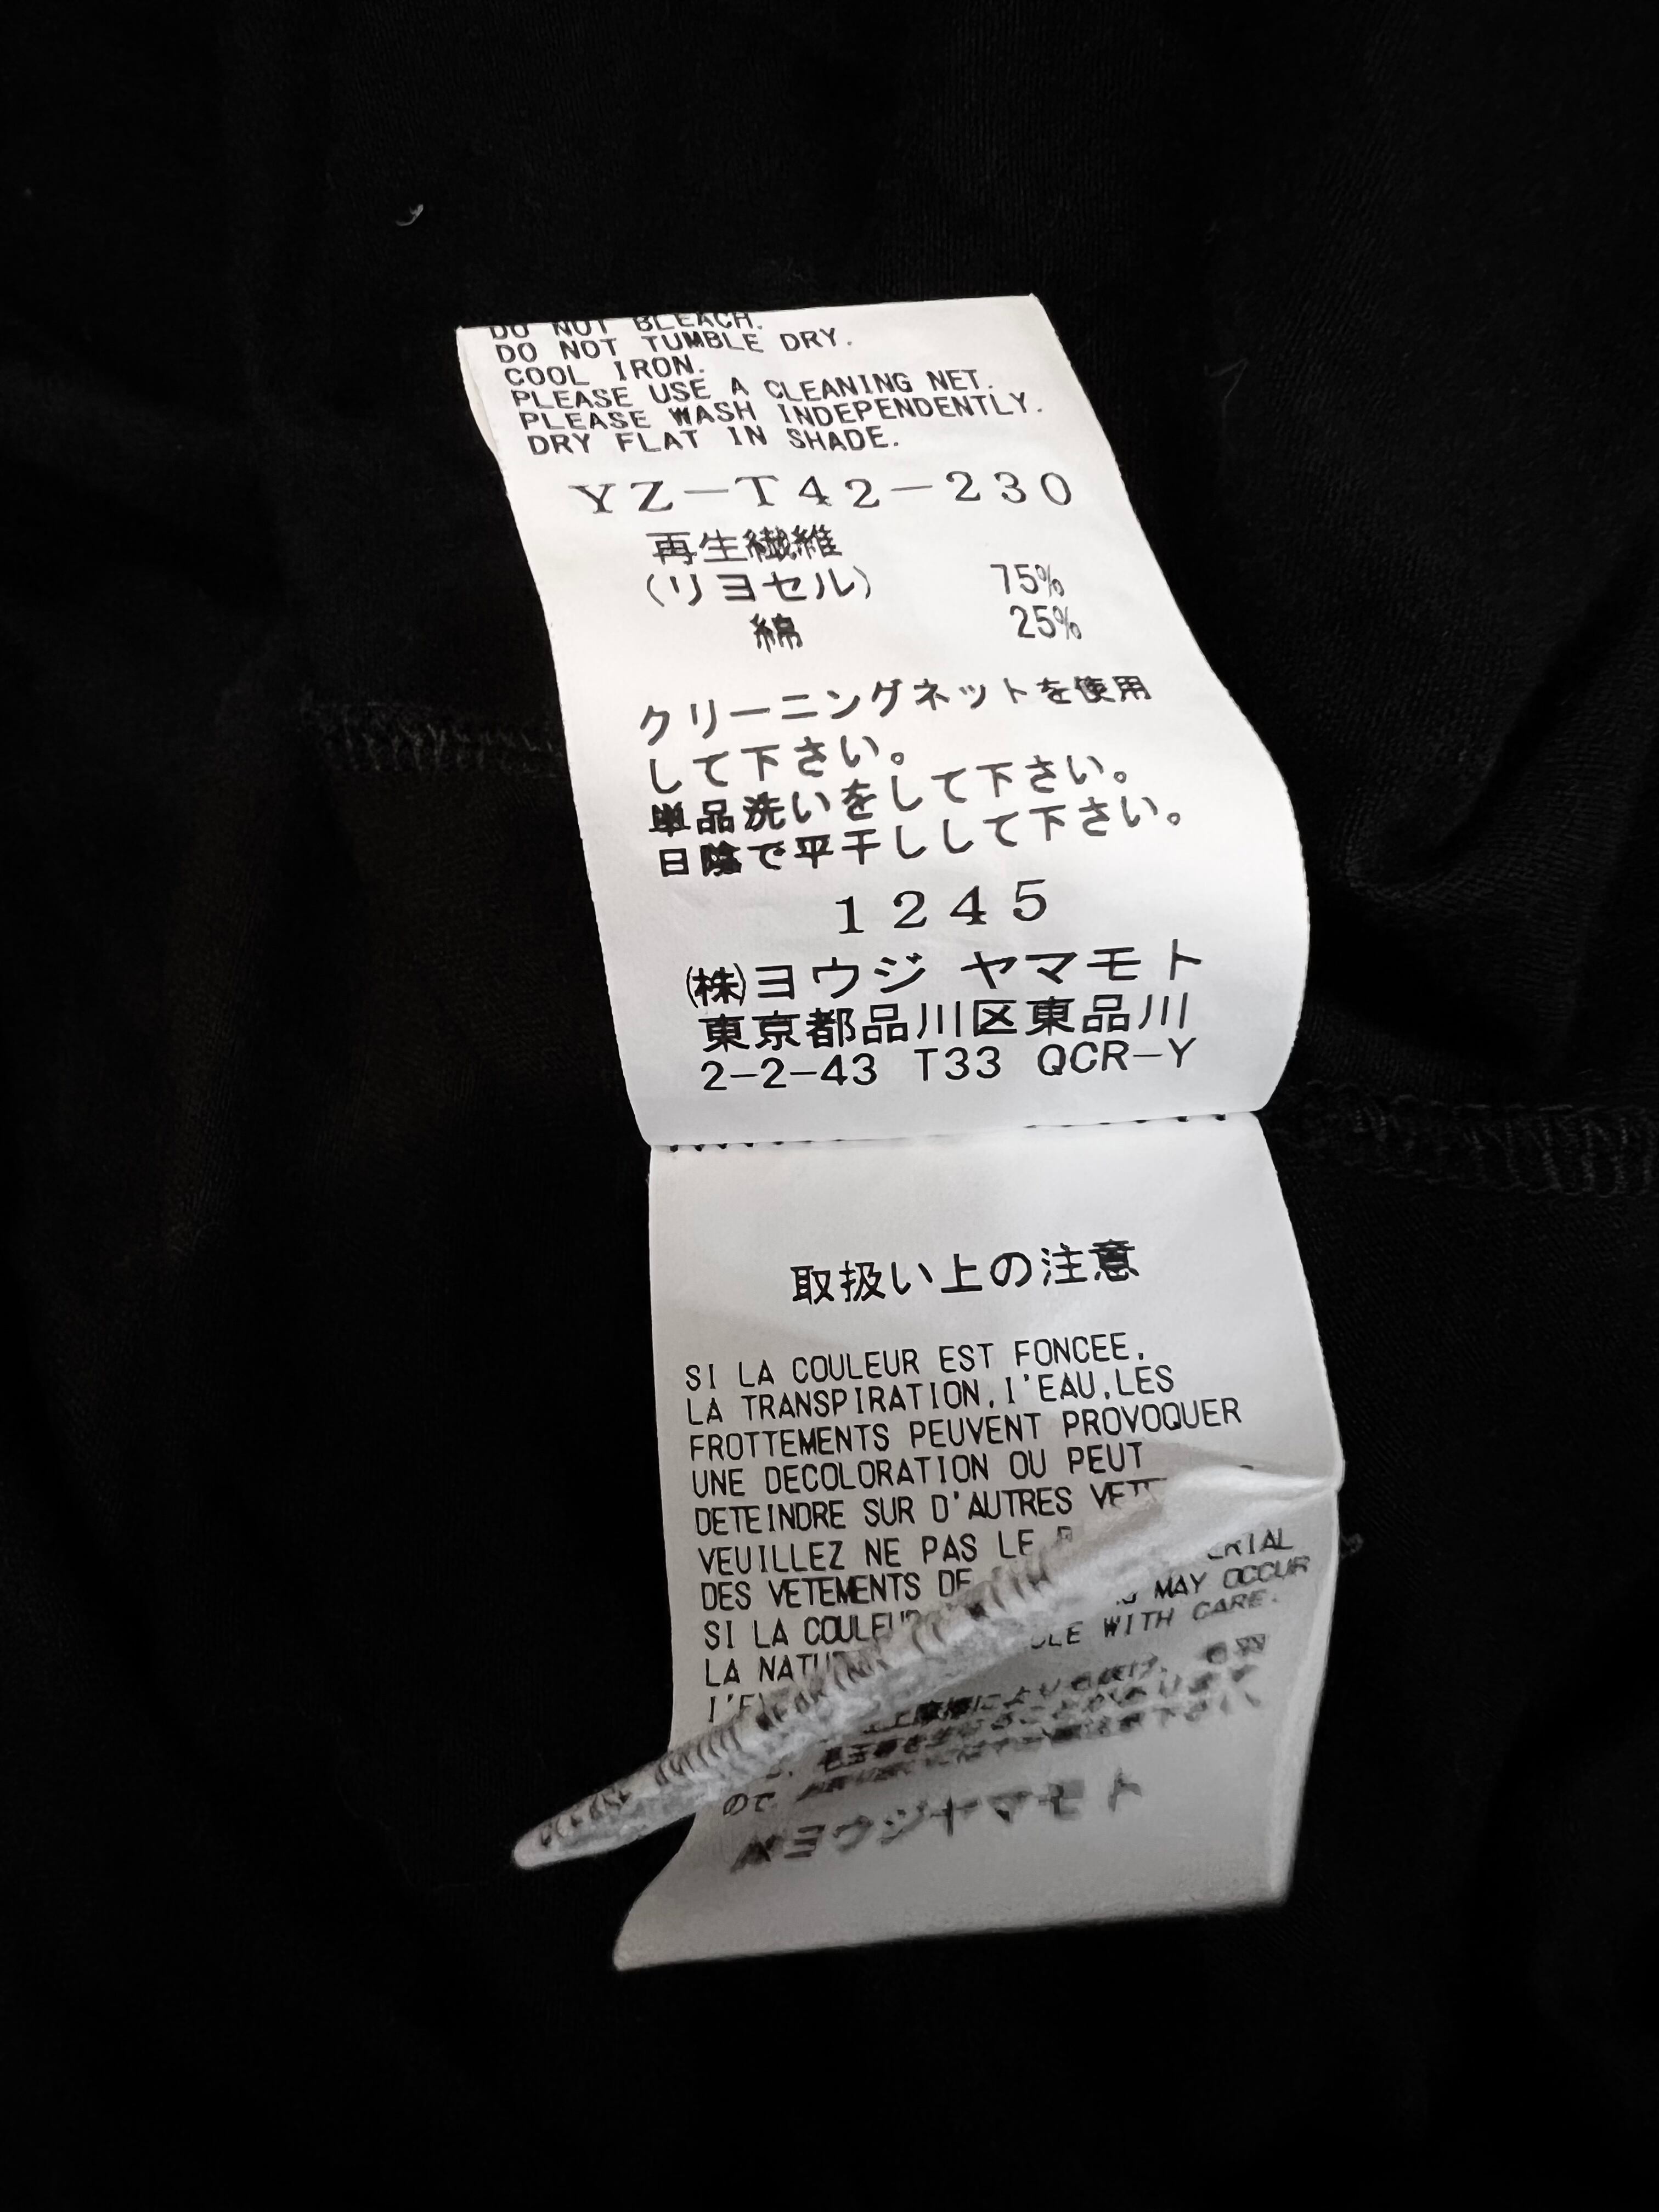 DO NOT BLEACH.
DO NOT TUMBLE DRY.
COOL IRON.
PLEASE USE A CLEANING NET.
PLEASE WASH INDEPENDENTLY.
DRY FLAT IN SHADE.
YZ-T42-230
再生繊維
(リヨセル) 75%
綿 25%
クリーニングネットを使用
して下さい。
単品洗いをして下さい。
日陰で平干しして下さい。
1245
(株)ヨウジ ヤマモト
東京都品川区東品川
2-2-43 T33 QCR-Y
取扱い上の注意
SI LA COULEUR EST FONCEE,
LA TRANSPIRATION,I'EAU,LES
FROTTEMENTS PEUVENT PROVOQUER
UNE DECOLORATION OU PEUT
DETEINDRE SUR D'AUTRES
VEUILLEZ NE PAS LE
DES VETEMENTS DE
SI LA COULEUR
LA
MAY OCCUR
WITH CARE.
ので
ヨウジヤマモト